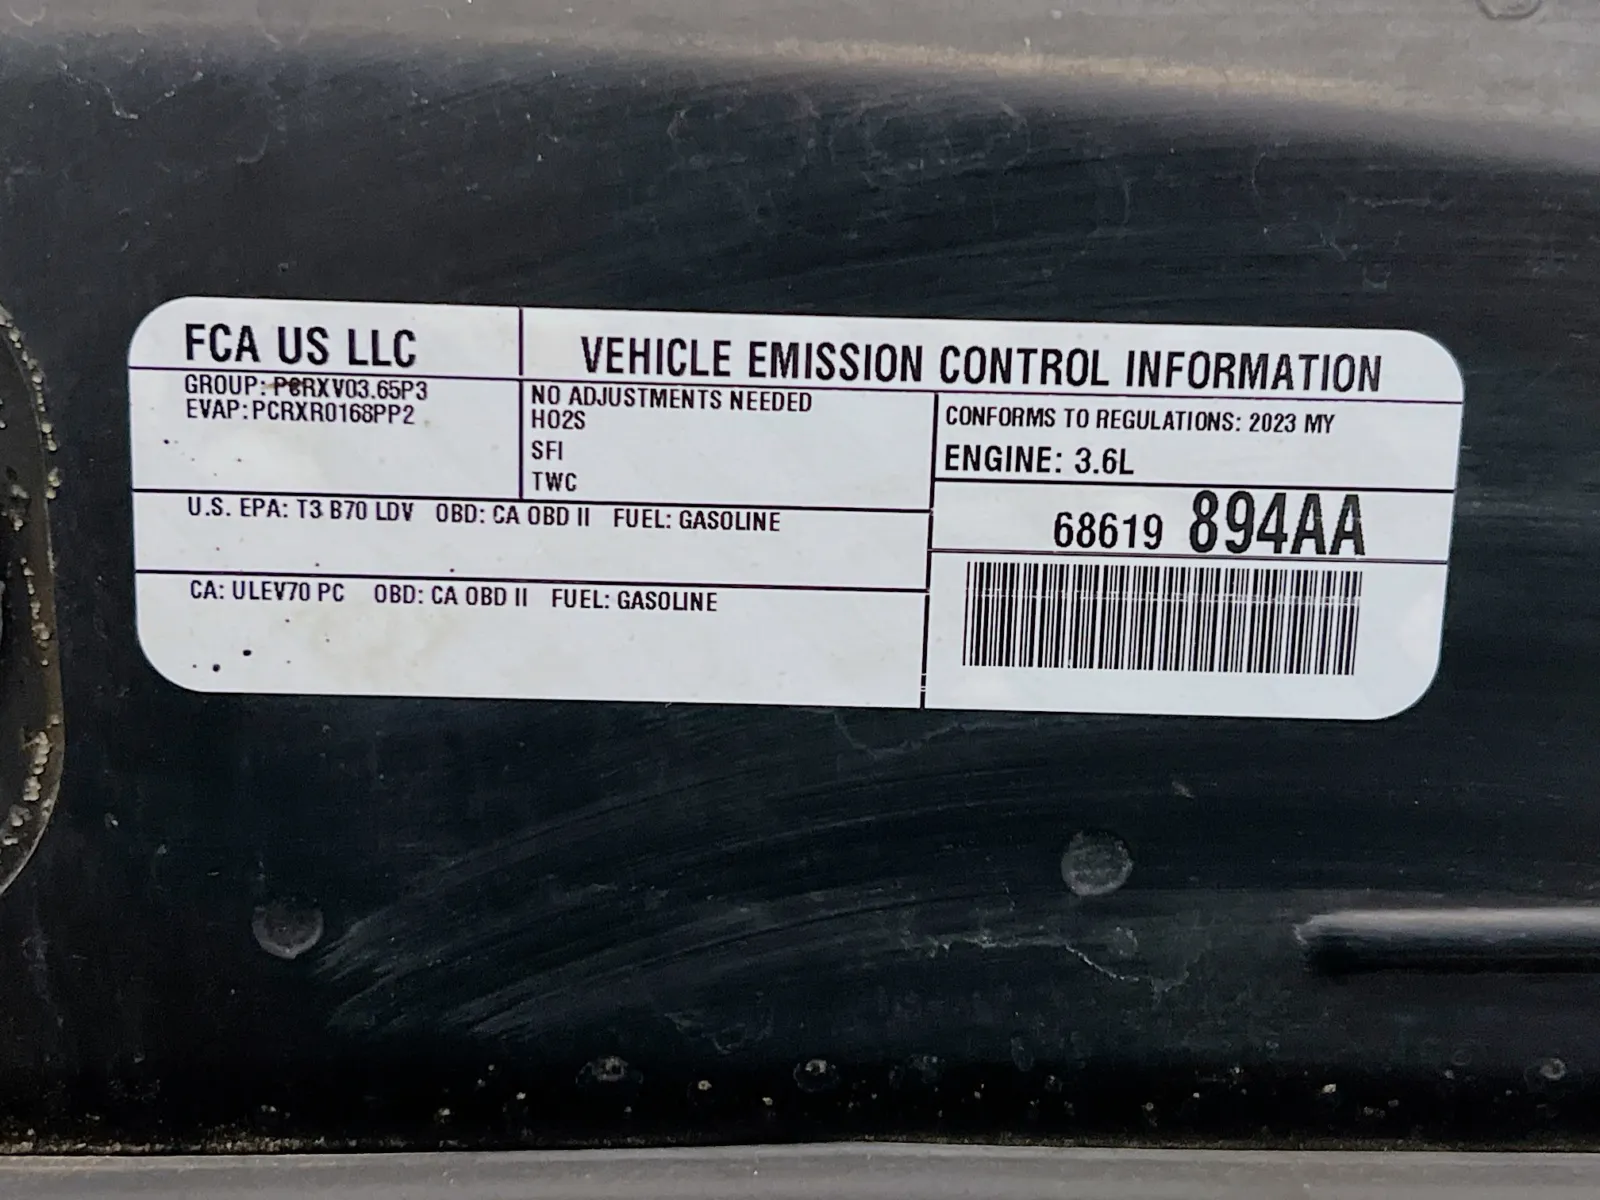 FCA US LLC
VEHICLE EMISSION CONTROL INFORMATION
GROUP: PCRXV03.65P3
EVAP: PCRXR0168PP2
NO ADJUSTMENTS NEEDED
HO2S
SFI
TWC
CONFORMS TO REGULATIONS: 2023 MY
ENGINE: 3.6L
68619 894AA
U.S. EPA: T3 B70 LDV OBD: CA OBD II FUEL: GASOLINE
CA: ULEV70 PC OBD: CA OBD II FUEL: GASOLINE